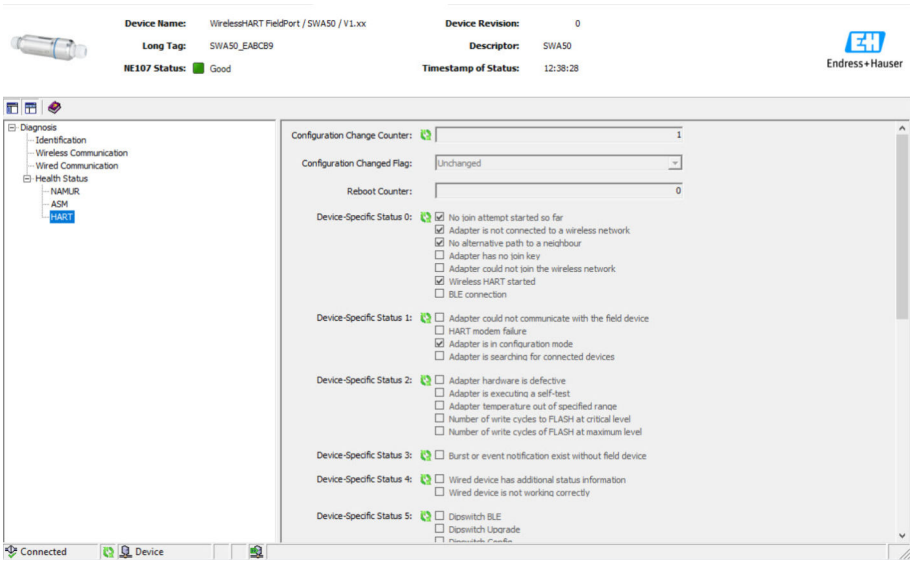 Device Name: WirelessHART FieldPort / SWA50 / V1.xx Device Revision: 0
Long Tag: SWA50_EABCB9 Descriptor: SWA50
NE107 Status: Good Timestamp of Status: 12:38:28
EH
Endress+Hauser
Diagnosis
Identification
Wireless Communication
Wired Communication
Health Status
NAMUR
ASM
HART
Configuration Change Counter: 1
Configuration Changed Flag: Unchanged
Reboot Counter: 0
Device-Specific Status 0: No join attempt started so far
Adapter is not connected to a wireless network
No alternative path to a neighbour
Adapter has no join key
Adapter could not join the wireless network
Wireless HART started
BLE connection
Device-Specific Status 1: Adapter could not communicate with the field device
HART modem failure
Adapter is in configuration mode
Adapter is searching for connected devices
Device-Specific Status 2: Adapter hardware is defective
Adapter is executing a self-test
Adapter temperature out of specified range
Number of write cycles to FLASH at critical level
Number of write cycles of FLASH at maximum level
Device-Specific Status 3: Burst or event notification exist without field device
Device-Specific Status 4: Wired device has additional status information
Wired device is not working correctly
Device-Specific Status 5: Dipswitch BLE
Dipswitch Upgrade
Dipswitch Config
Connected Device